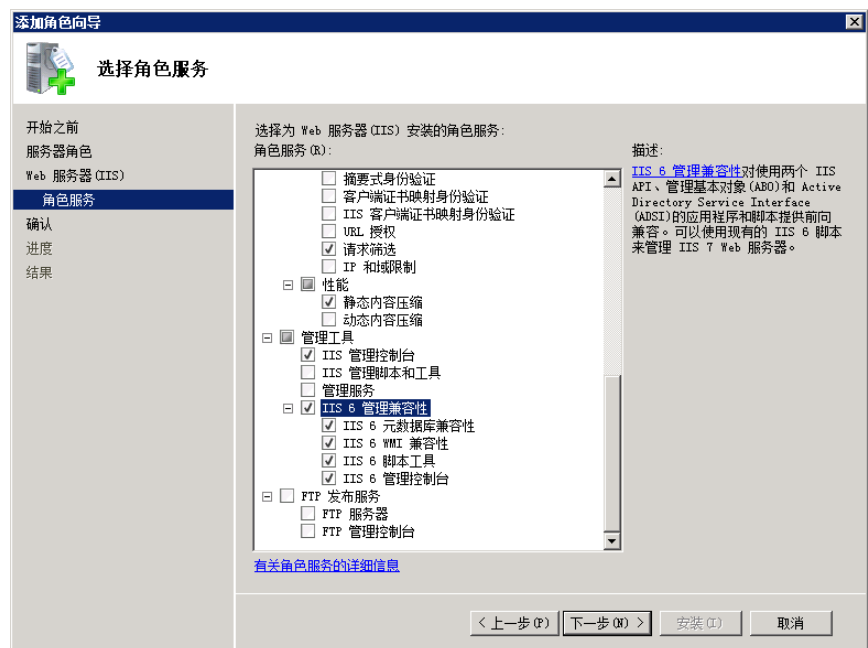 添加角色向导
选择角色服务
开始之前
服务器角色
Web 服务器(IIS)
角色服务
确认
进度
结果
选择为 Web 服务器(IIS) 安装的角色服务:
角色服务(R):
摘要式身份验证
客户端证书映射身份验证
IIS 客户端证书映射身份验证
URL 授权
请求筛选
IP 和域限制
性能
静态内容压缩
动态内容压缩
管理工具
IIS 管理控制台
IIS 管理脚本和工具
管理服务
IIS 6 管理兼容性
IIS 6 元数据库兼容性
IIS 6 WMI 兼容性
IIS 6 脚本工具
IIS 6 管理控制台
FTP 发布服务
FTP 服务器
FTP 管理控制台
有关角色服务的详细信息
描述:
IIS 6 管理兼容性对使用两个 IIS
API、管理基本对象(ABO)和 Active
Directory Service Interface
(ADSI)的应用程序和脚本提供前向
兼容。可以使用现有的 IIS 6 脚本
来管理 IIS 7 Web 服务器。
< 上一步(P)
下一步(N) >
安装(I)
取消